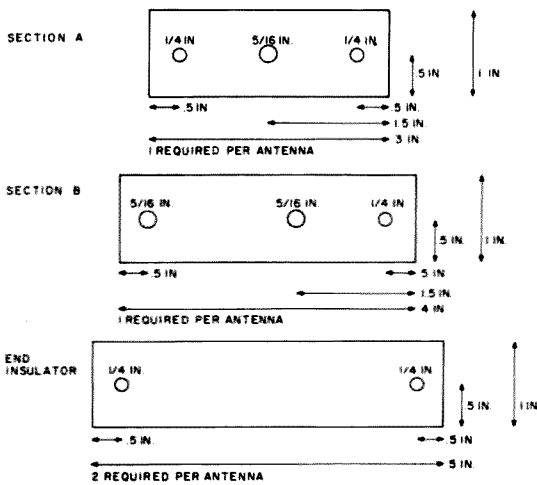 SECTION A
1/4 IN. 5/16 IN. 1/4 IN.
.5 IN
1 IN.
.5 IN .5 IN.
1.5 IN.
3 IN
1 REQUIRED PER ANTENNA
SECTION B
5/16 IN. 5/16 IN. 1/4 IN
.5 IN.
1 IN.
.5 IN 5 IN.
1.5 IN.
4 IN
1 REQUIRED PER ANTENNA
END
INSULATOR
1/4 IN. 1/4 IN.
.5 IN.
1 IN
.5 IN. .5 IN
5 IN.
2 REQUIRED PER ANTENNA